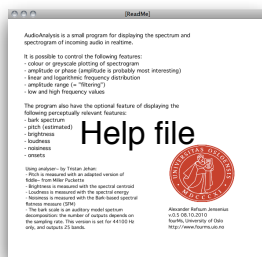 [ReadMe]
AudioAnalysis is a small program for displaying the spectrum and
spectrogram of incoming audio in realtime.
It is possible to control the following features:
- colour or greyscale plotting of spectrogram
- amplitude or phase (amplitude is probably most interesting)
- linear and logarithmic frequency distribution
- amplitude range (= "filtering")
- low and high frequency values
The program also have the optional feature of displaying the
following perceptually relevant features:
- bark spectrum
- pitch (estimated)
- brightness
- loudness
- noisiness
- onsets
Help file
Using analyser~ by Tristan Jehan:
- Pitch is measured with an adapted version of
fiddle~ from Miller Puckette
- Brightness is measured with the spectral centroid
- Loudness is measured with the spectral energy
- Noisiness is measured with the Bark-based spectral
flatness measure (SFM)
- The bark scale is an auditory model spectrum
decomposition: the number of outputs depends on
the sampling rate. This version is set for 44100 Hz
only, and outputs 25 bands.
UNIVERSITAS OSLOENSIS
MDCCCXI
Alexander Refsum Jensenius
v.0.5 08.10.2010
fourMs, University of Oslo
http://www.fourms.uio.no